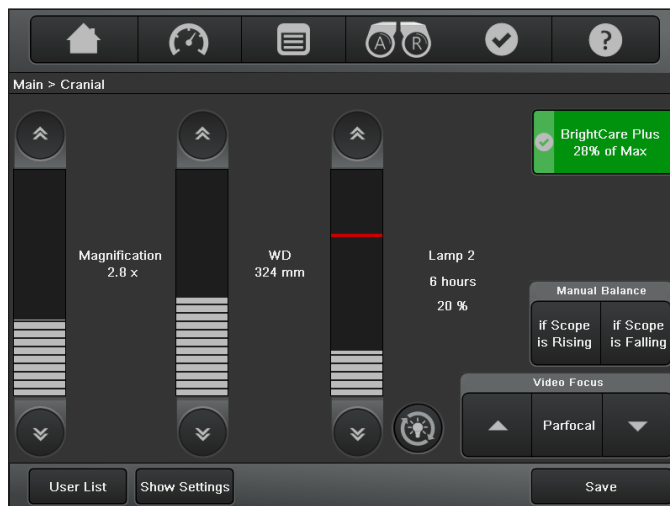 A R ?
Main > Cranial
BrightCare Plus
28% of Max
Magnification
2.8 x
WD
324 mm
Lamp 2
6 hours
20 %
Manual Balance
if Scope
is Rising
if Scope
is Falling
Video Focus
Parfocal
User List
Show Settings
Save